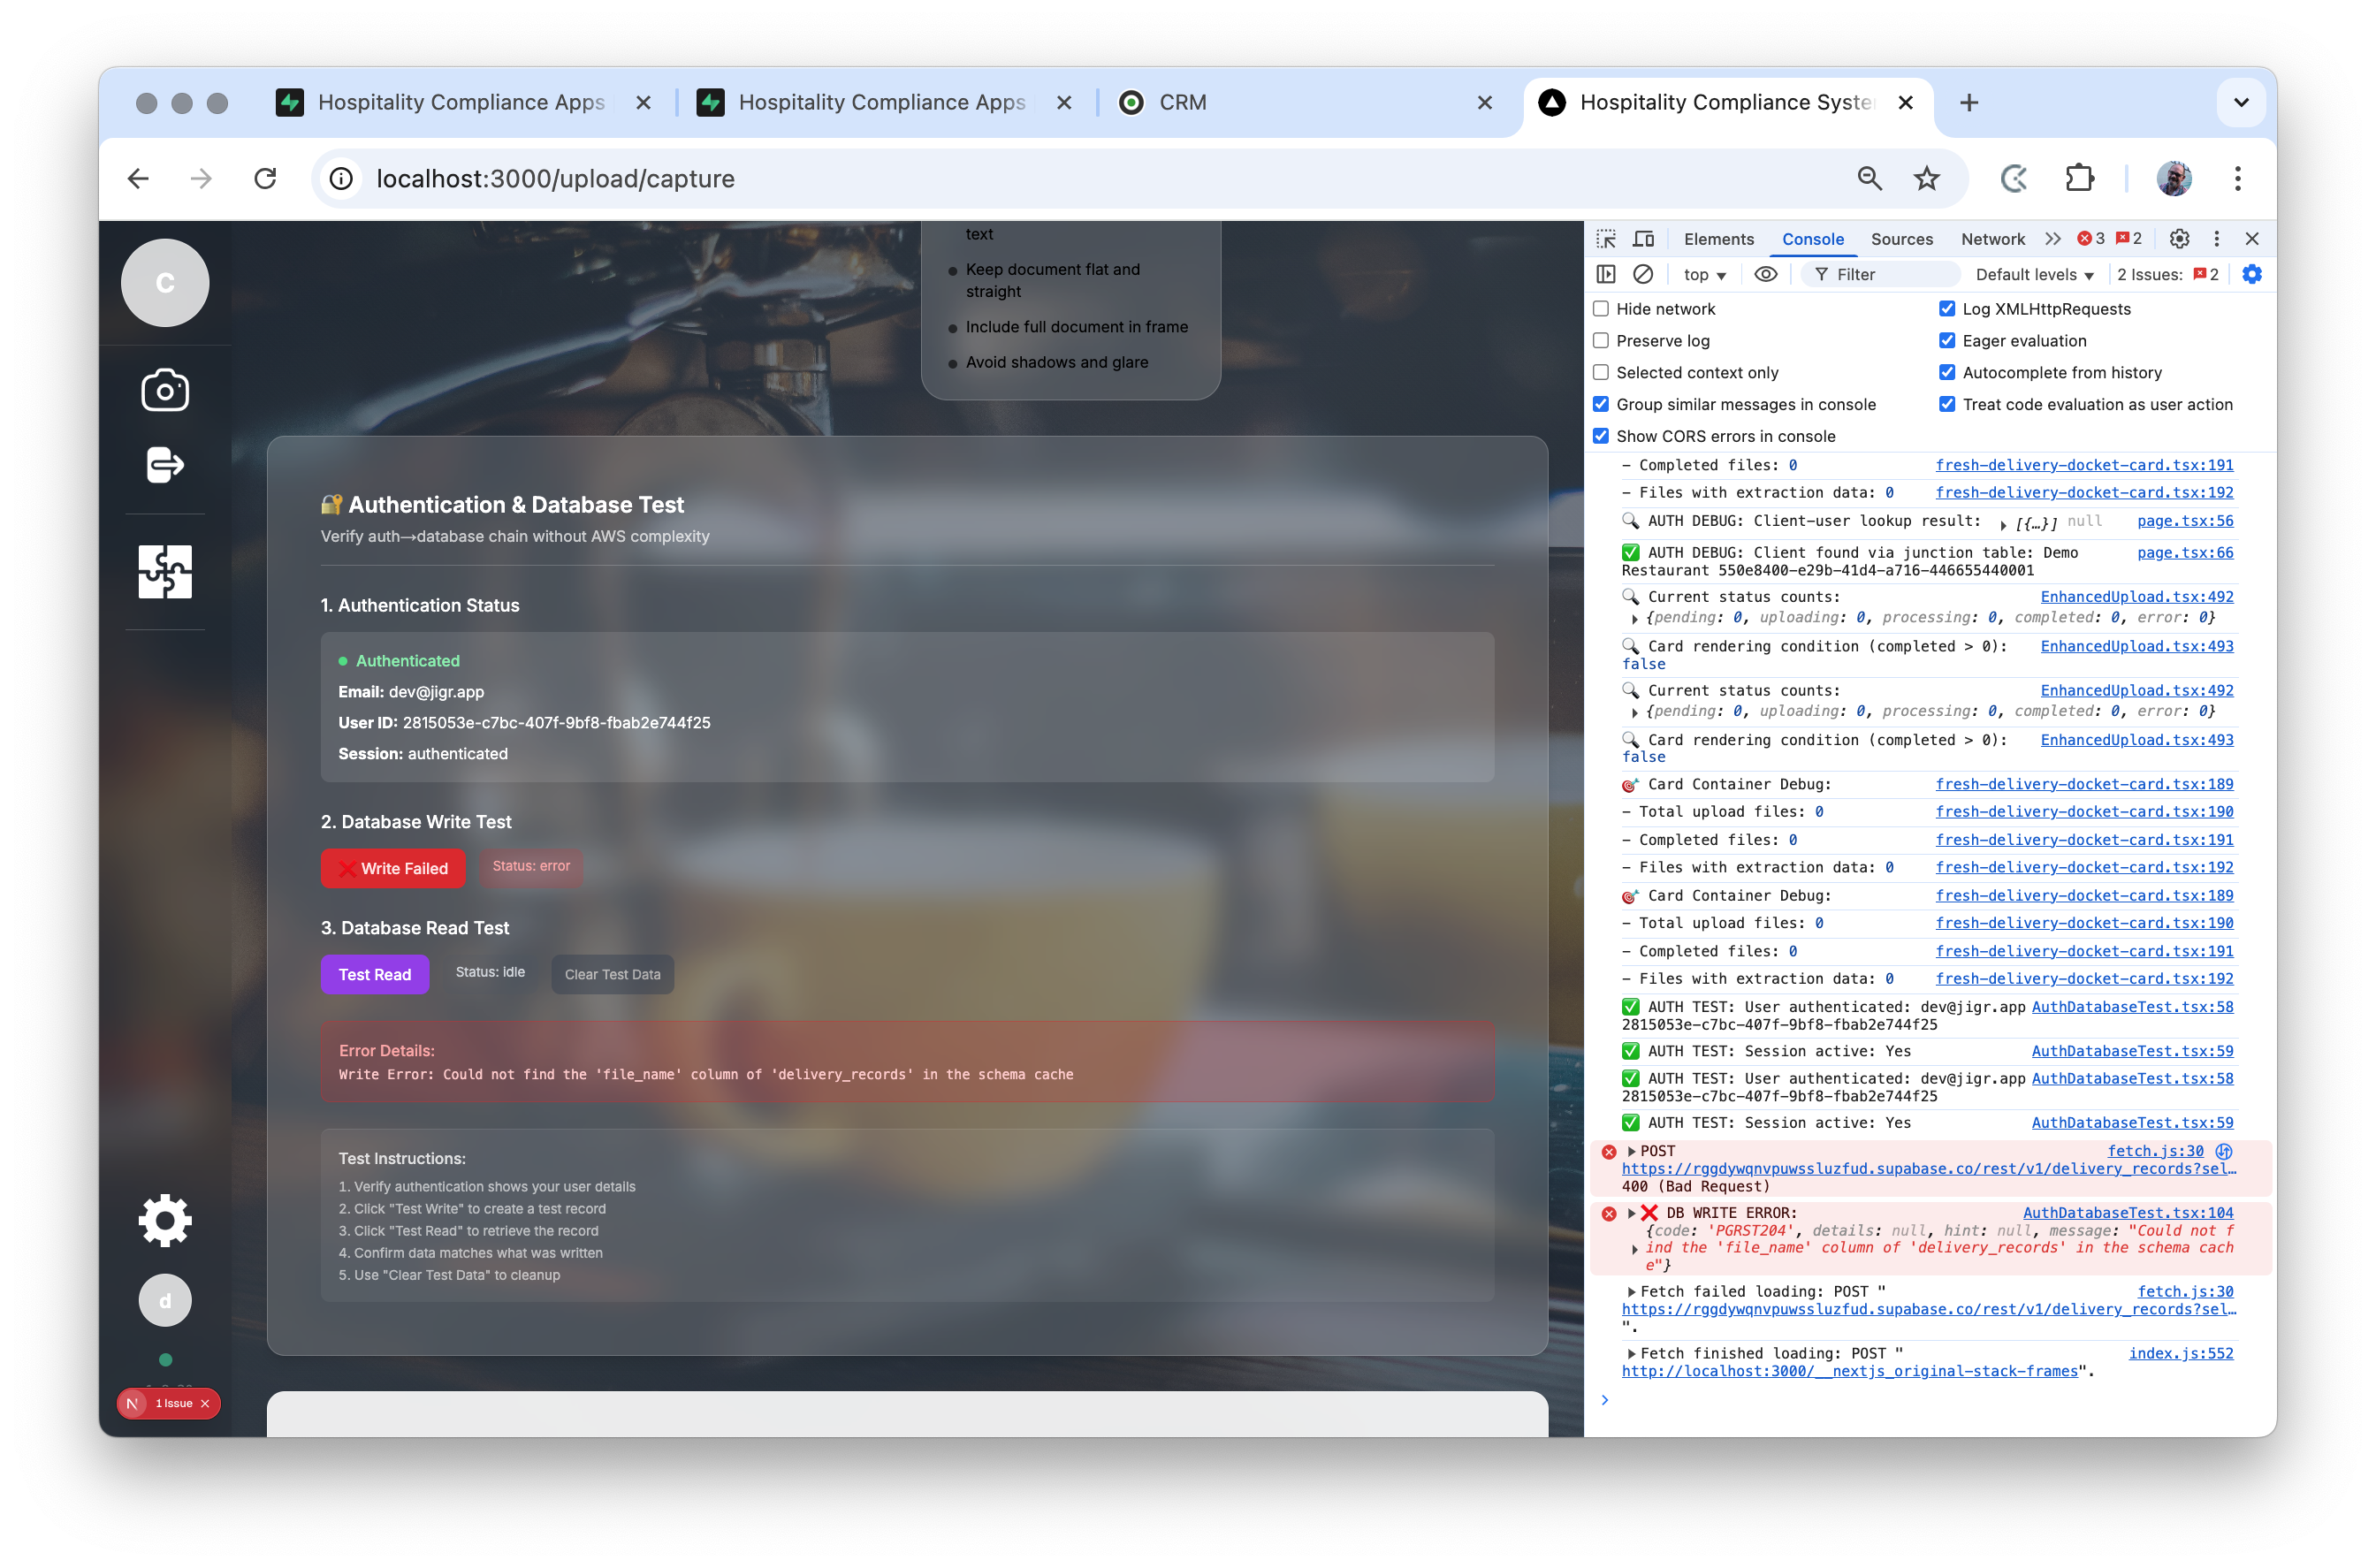 Hospitality Compliance Apps
Hospitality Compliance Apps
CRM
Hospitality Compliance Syste
localhost:3000/upload/capture
C
text
Keep document flat and
straight
Include full document in frame
Avoid shadows and glare
🔐 Authentication & Database Test
Verify auth→database chain without AWS complexity
1. Authentication Status
Authenticated
Email: dev@jigr.app
User ID: 2815053e-c7bc-407f-9bf8-fbab2e744f25
Session: authenticated
2. Database Write Test
❌ Write Failed Status: error
3. Database Read Test
Test Read Status: idle Clear Test Data
Error Details:
Write Error: Could not find the 'file_name' column of 'delivery_records' in the schema cache
Test Instructions:
1. Verify authentication shows your user details
2. Click "Test Write" to create a test record
3. Click "Test Read" to retrieve the record
4. Confirm data matches what was written
5. Use "Clear Test Data" to cleanup
d
N 1 Issue ×
Elements Console Sources Network 3 2
top Filter Default levels 2 Issues: 2
Hide network Log XMLHttpRequests
Preserve log Eager evaluation
Selected context only Autocomplete from history
Group similar messages in console Treat code evaluation as user action
Show CORS errors in console
- Completed files: 0 fresh-delivery-docket-card.tsx:191
- Files with extraction data: 0 fresh-delivery-docket-card.tsx:192
🔍 AUTH DEBUG: Client-user lookup result: ▶ [{…}] null page.tsx:56
✅ AUTH DEBUG: Client found via junction table: Demo page.tsx:66
Restaurant 550e8400-e29b-41d4-a716-446655440001
🔍 Current status counts: EnhancedUpload.tsx:492
▶ {pending: 0, uploading: 0, processing: 0, completed: 0, error: 0}
🔍 Card rendering condition (completed > 0): EnhancedUpload.tsx:493
false
🔍 Current status counts: EnhancedUpload.tsx:492
▶ {pending: 0, uploading: 0, processing: 0, completed: 0, error: 0}
🔍 Card rendering condition (completed > 0): EnhancedUpload.tsx:493
false
🎯 Card Container Debug: fresh-delivery-docket-card.tsx:189
- Total upload files: 0 fresh-delivery-docket-card.tsx:190
- Completed files: 0 fresh-delivery-docket-card.tsx:191
- Files with extraction data: 0 fresh-delivery-docket-card.tsx:192
🎯 Card Container Debug: fresh-delivery-docket-card.tsx:189
- Total upload files: 0 fresh-delivery-docket-card.tsx:190
- Completed files: 0 fresh-delivery-docket-card.tsx:191
- Files with extraction data: 0 fresh-delivery-docket-card.tsx:192
✅ AUTH TEST: User authenticated: dev@jigr.app AuthDatabaseTest.tsx:58
2815053e-c7bc-407f-9bf8-fbab2e744f25
✅ AUTH TEST: Session active: Yes AuthDatabaseTest.tsx:59
✅ AUTH TEST: User authenticated: dev@jigr.app AuthDatabaseTest.tsx:58
2815053e-c7bc-407f-9bf8-fbab2e744f25
✅ AUTH TEST: Session active: Yes AuthDatabaseTest.tsx:59
▶ POST fetch.js:30
https://rggdywqnvpuwssluzfud.supabase.co/rest/v1/delivery_records?sel…
400 (Bad Request)
▶ ❌ DB WRITE ERROR: AuthDatabaseTest.tsx:104
{code: 'PGRST204', details: null, hint: null, message: "Could not f
ind the 'file_name' column of 'delivery_records' in the schema cach
e"}
▶ Fetch failed loading: POST " fetch.js:30
https://rggdywqnvpuwssluzfud.supabase.co/rest/v1/delivery_records?sel…
".
▶ Fetch finished loading: POST " index.js:552
http://localhost:3000/__nextjs_original-stack-frames".